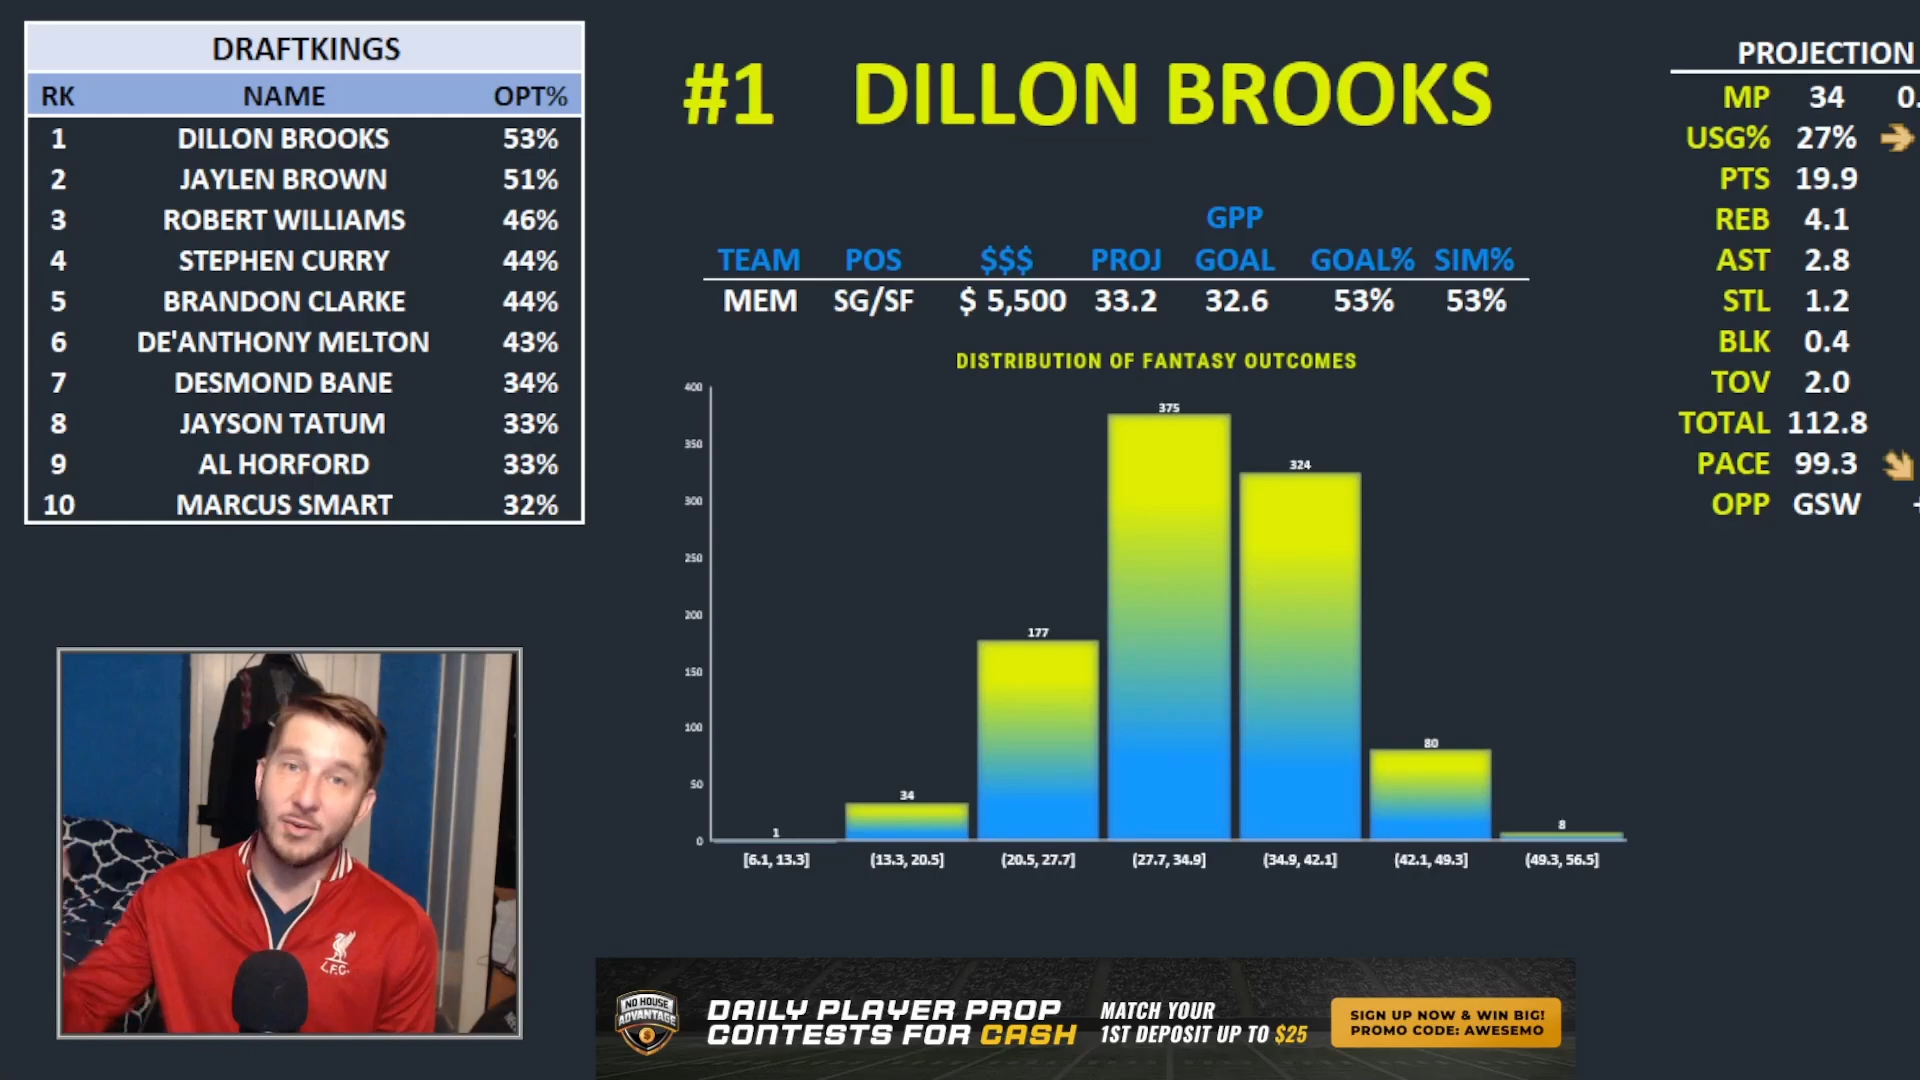 DRAFTKINGS
RK NAME OPT%
1 DILLON BROOKS 53%
2 JAYLEN BROWN 51%
3 ROBERT WILLIAMS 46%
4 STEPHEN CURRY 44%
5 BRANDON CLARKE 44%
6 DE'ANTHONY MELTON 43%
7 DESMOND BANE 34%
8 JAYSON TATUM 33%
9 AL HORFORD 33%
10 MARCUS SMART 32%
#1 DILLON BROOKS
GPP
TEAM POS $$$ PROJ GOAL GOAL% SIM%
MEM SG/SF $ 5,500 33.2 32.6 53% 53%
DISTRIBUTION OF FANTASY OUTCOMES
400
350
300
250
200
150
100
50
0
1
34
177
375
324
80
8
[6.1, 13.3] (13.3, 20.5] (20.5, 27.7] (27.7, 34.9] (34.9, 42.1] (42.1, 49.3] (49.3, 56.5]
PROJECTION
MP 34 0.
USG% 27%
PTS 19.9
REB 4.1
AST 2.8
STL 1.2
BLK 0.4
TOV 2.0
TOTAL 112.8
PACE 99.3
OPP GSW +
L.F.C.
NO HOUSE
ADVANTAGE
DAILY PLAYER PROP
CONTESTS FOR CASH
MATCH YOUR
1ST DEPOSIT UP TO $25
SIGN UP NOW & WIN BIG!
PROMO CODE: AWESEMO